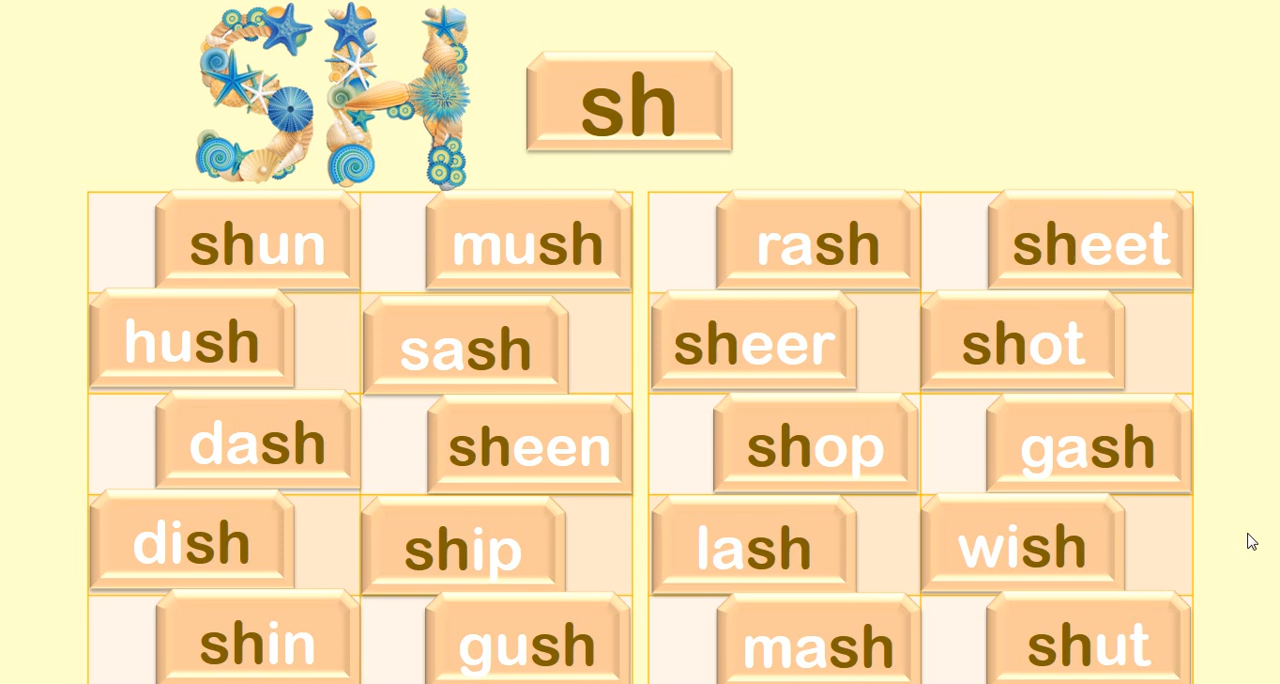 SH sh
shun mush rash sheet
hush sash sheer shot
dash sheen shop gash
dish ship lash wish
shin gush mash shut